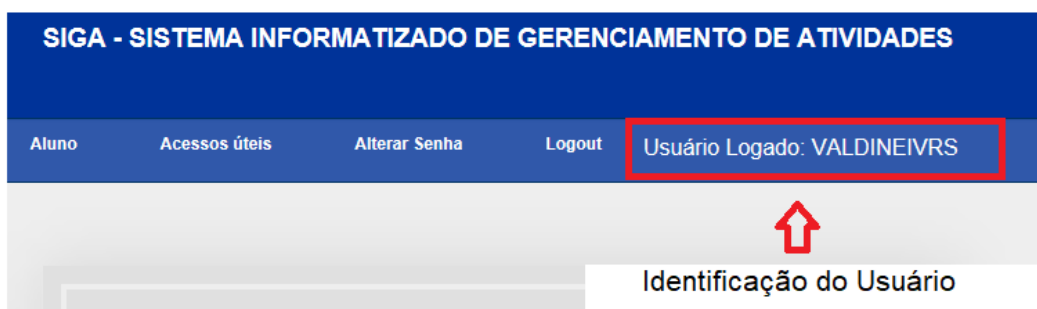 SIGA - SISTEMA INFORMATIZADO DE GERENCIAMENTO DE ATIVIDADES
Aluno Acessos úteis Alterar Senha Logout Usuário Logado: VALDINEIVRS
Identificação do Usuário